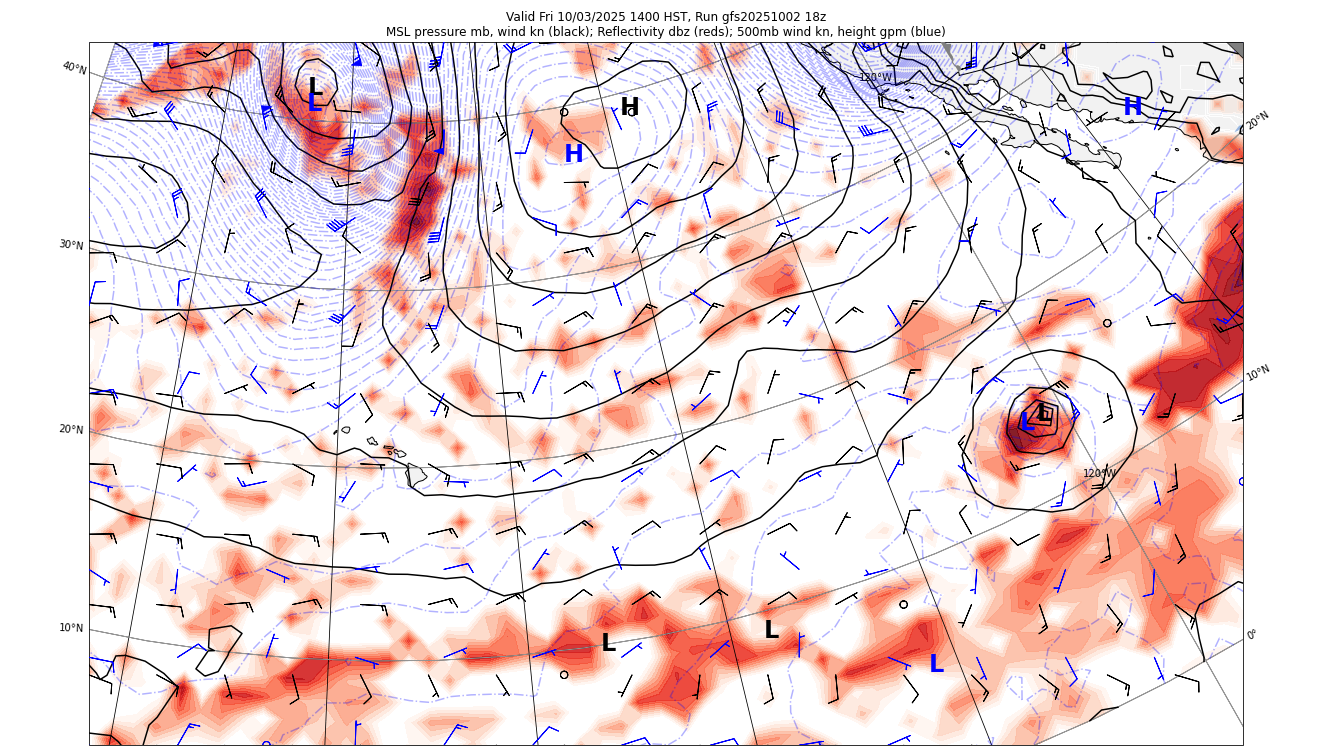 Valid Fri 10/03/2025 1400 HST, Run gfs20251002 18z
MSL pressure mb, wind kn (black); Reflectivity dbz (reds); 500mb wind kn, height gpm (blue)
40°N
120°W
20°N
L
L
H
H
H
30°N
10°N
20°N
L
L
120°W
10°N
L
L
L
0°